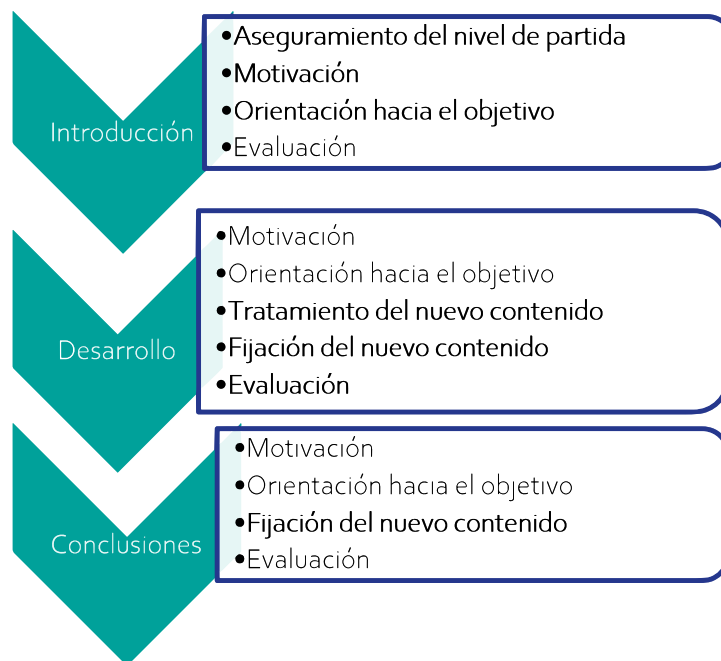 Introducción
•Aseguramiento del nivel de partida
•Motivación
•Orientación hacia el objetivo
•Evaluación
Desarrollo
•Motivación
•Orientación hacia el objetivo
•Tratamiento del nuevo contenido
•Fijación del nuevo contenido
•Evaluación
Conclusiones
•Motivación
•Orientación hacia el objetivo
•Fijación del nuevo contenido
•Evaluación